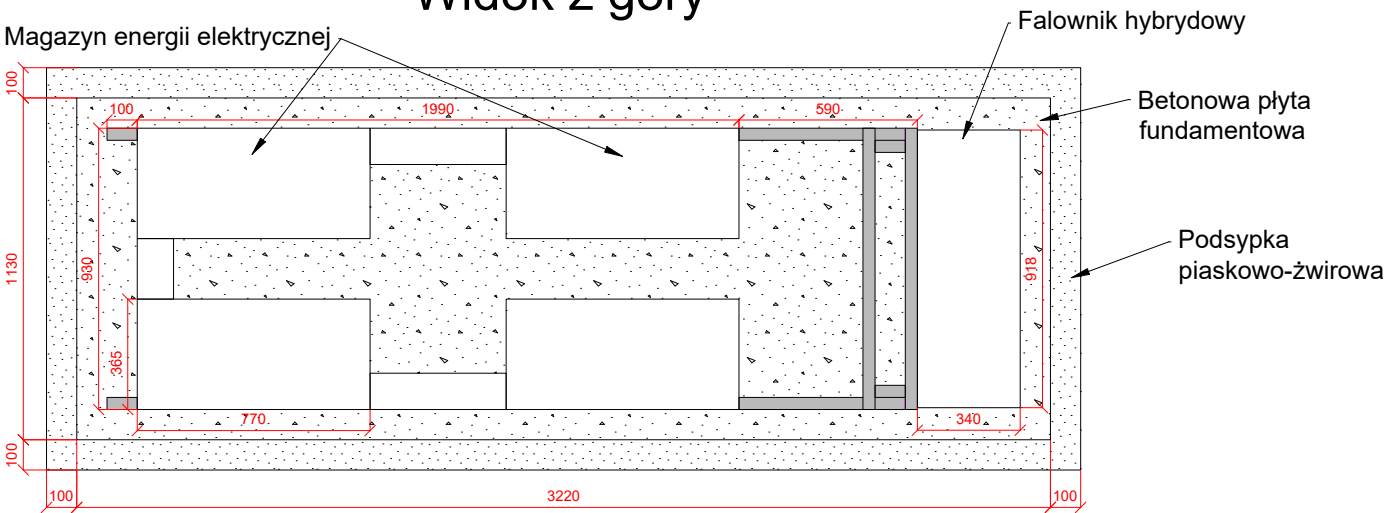 Widok z góry
Falownik hybrydowy
Magazyn energii elektrycznej
100
100
1990
590
Betonowa płyta
fundamentowa
Podsypka
piaskowo-żwirowa
1130
930
918
365
770
340
100
100
3220
100